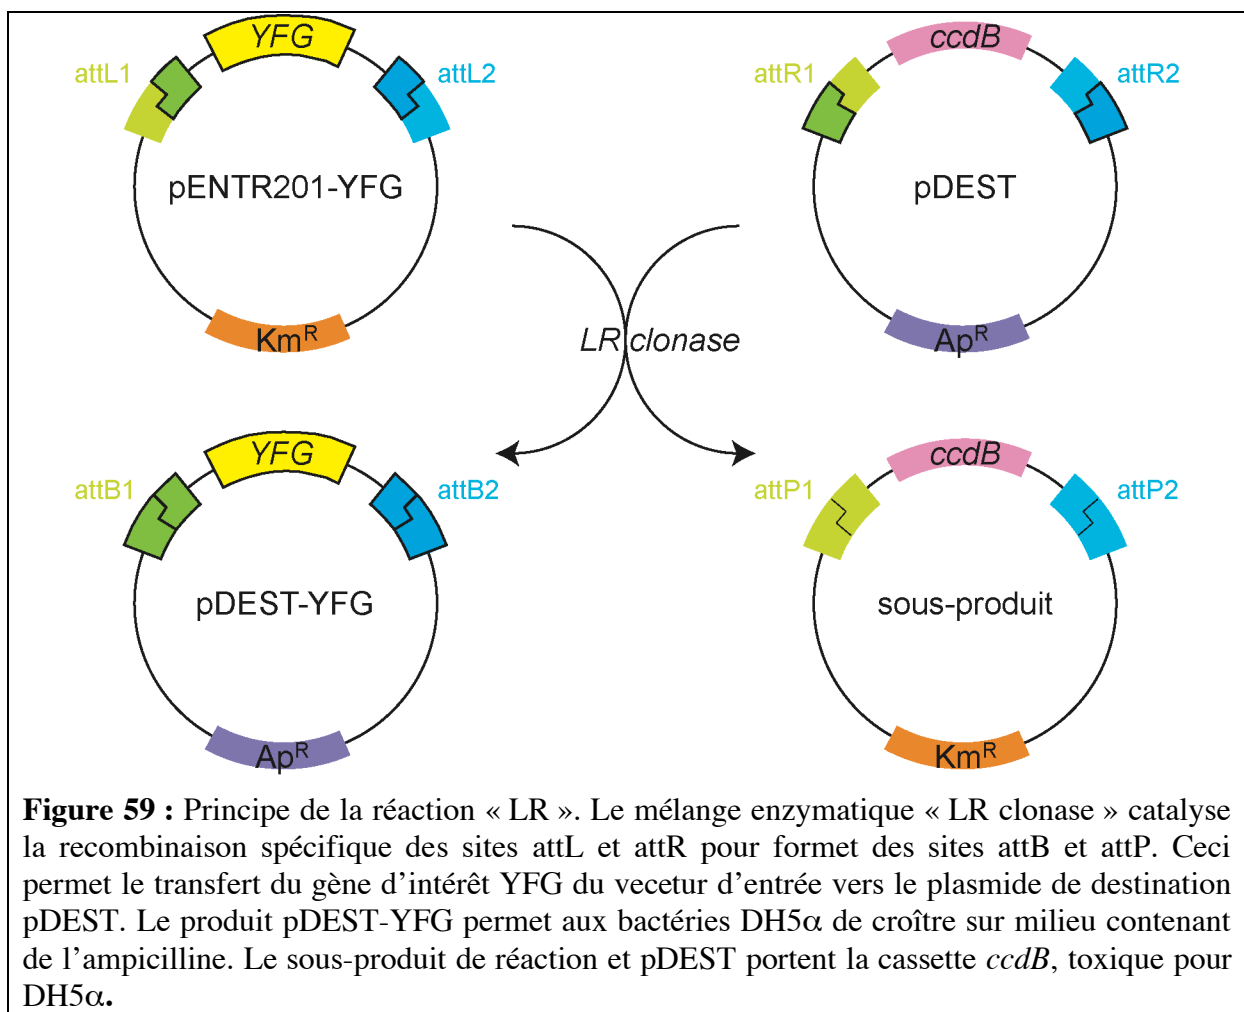 YFG
ccdB
attL1
attL2
attR1
attR2
pENTR201-YFG
pDEST
Km^R
LR clonase
Ap^R
YFG
ccdB
attB1
attB2
attP1
attP2
pDEST-YFG
sous-produit
Ap^R
Km^R
Figure 59 : Principe de la réaction « LR ». Le mélange enzymatique « LR clonase » catalyse
la recombinaison spécifique des sites attL et attR pour formet des sites attB et attP. Ceci
permet le transfert du gène d’intérêt YFG du vecetur d’entrée vers le plasmide de destination
pDEST. Le produit pDEST-YFG permet aux bactéries DH5α de croître sur milieu contenant
de l’ampicilline. Le sous-produit de réaction et pDEST portent la cassette ccdB, toxique pour
DH5α.